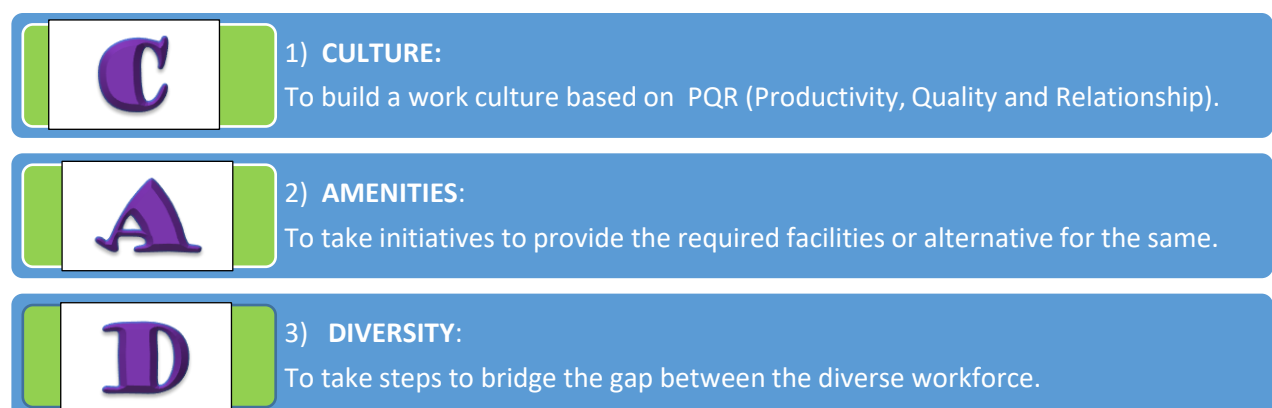 C
1) CULTURE:
To build a work culture based on PQR (Productivity, Quality and Relationship).
A
2) AMENITIES:
To take initiatives to provide the required facilities or alternative for the same.
D
3) DIVERSITY:
To take steps to bridge the gap between the diverse workforce.